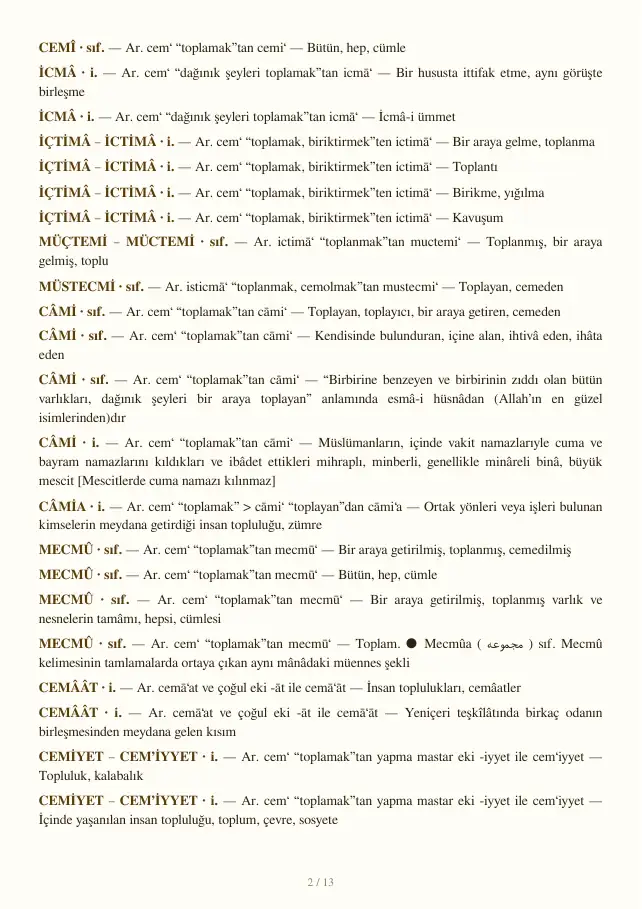 CEMÎ · sıf. — Ar. cem‘ “toplamak”tan cemi‘ — Bütün, hep, cümle
İCMÂ · i. — Ar. cem‘ “dağınık şeyleri toplamak”tan icmā‘ — Bir hususta ittifak etme, aynı görüşte
birleşme
İCMÂ · i. — Ar. cem‘ “dağınık şeyleri toplamak”tan icmā‘ — İcmâ-i ümmet
İÇTİMÂ – İCTİMÂ · i. — Ar. cem‘ “toplamak, biriktirmek”ten ictimā‘ — Bir araya gelme, toplanma
İÇTİMÂ – İCTİMÂ · i. — Ar. cem‘ “toplamak, biriktirmek”ten ictimā‘ — Toplantı
İÇTİMÂ – İCTİMÂ · i. — Ar. cem‘ “toplamak, biriktirmek”ten ictimā‘ — Birikme, yığılma
İÇTİMÂ – İCTİMÂ · i. — Ar. cem‘ “toplamak, biriktirmek”ten ictimā‘ — Kavuşum
MÜÇTEMİ – MÜCTEMİ · sıf. — Ar. ictimā‘ “toplanmak”tan muctemi‘ — Toplanmış, bir araya
gelmiş, toplu
MÜSTECMİ · sıf. — Ar. isticmā‘ “toplanmak, cemolmak”tan mustecmi‘ — Toplayan, cemeden
CÂMİ · sıf. — Ar. cem‘ “toplamak”tan cāmi‘ — Toplayan, toplayıcı, bir araya getiren, cemeden
CÂMİ · sıf. — Ar. cem‘ “toplamak”tan cāmi‘ — Kendisinde bulunduran, içine alan, ihtivâ eden, ihâta
eden
CÂMİ · sıf. — Ar. cem‘ “toplamak”tan cāmi‘ — “Birbirine benzeyen ve birbirinin zıddı olan bütün
varlıkları, dağınık şeyleri bir araya toplayan” anlamında esmâ-i hüsnâdan (Allah’ın en güzel
isimlerinden)dır
CÂMİ · i. — Ar. cem‘ “toplamak”tan cāmi‘ — Müslümanların, içinde vakit namazlarıyle cuma ve
bayram namazlarını kıldıkları ve ibâdet ettikleri mihraplı, minberli, genellikle minâreli binâ, büyük
mescit [Mescitlerde cuma namazı kılınmaz]
CÂMİA · i. — Ar. cem‘ “toplamak” > cāmi‘ “toplayan”dan cāmi‘a — Ortak yönleri veya işleri bulunan
kimselerin meydana getirdiği insan topluluğu, zümre
MECMÛ · sıf. — Ar. cem‘ “toplamak”tan mecmū‘ — Bir araya getirilmiş, toplanmış, cemedilmiş
MECMÛ · sıf. — Ar. cem‘ “toplamak”tan mecmū‘ — Bütün, hep, cümle
MECMÛ · sıf. — Ar. cem‘ “toplamak”tan mecmū‘ — Bir araya getirilmiş, toplanmış varlık ve
nesnelerin tamâmı, hepsi, cümlesi
MECMÛ · sıf. — Ar. cem‘ “toplamak”tan mecmū‘ — Toplam. ● Mecmûa ( مجموعه ) sıf. Mecmû
kelimesinin tamlamalarda ortaya çıkan aynı mânâdaki müennes şekli
CEMÂÂT · i. — Ar. cemā‘at ve çoğul eki -āt ile cemā‘āt — İnsan toplulukları, cemâatler
CEMÂÂT · i. — Ar. cemā‘at ve çoğul eki -āt ile cemā‘āt — Yeniçeri teşkîlâtında birkaç odanın
birleşmesinden meydana gelen kısım
CEMİYET – CEM’İYYET · i. — Ar. cem‘ “toplamak”tan yapma mastar eki -iyyet ile cem‘iyyet —
Topluluk, kalabalık
CEMİYET – CEM’İYYET · i. — Ar. cem‘ “toplamak”tan yapma mastar eki -iyyet ile cem‘iyyet —
İçinde yaşanılan insan topluluğu, toplum, çevre, sosyete
2 / 13